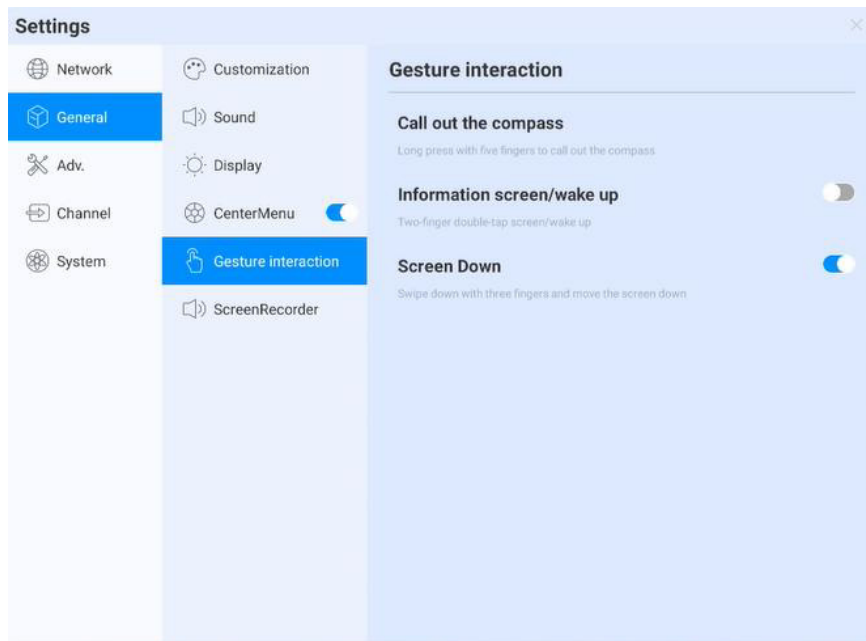 Settings
Network
General
Adv.
Channel
System
Customization
Sound
Display
CenterMenu
Gesture interaction
ScreenRecorder
Gesture interaction
Call out the compass
Long press with five fingers to call out the compass
Information screen/wake up
Two-finger double-tap screen/wake up
Screen Down
Swipe down with three fingers and move the screen down